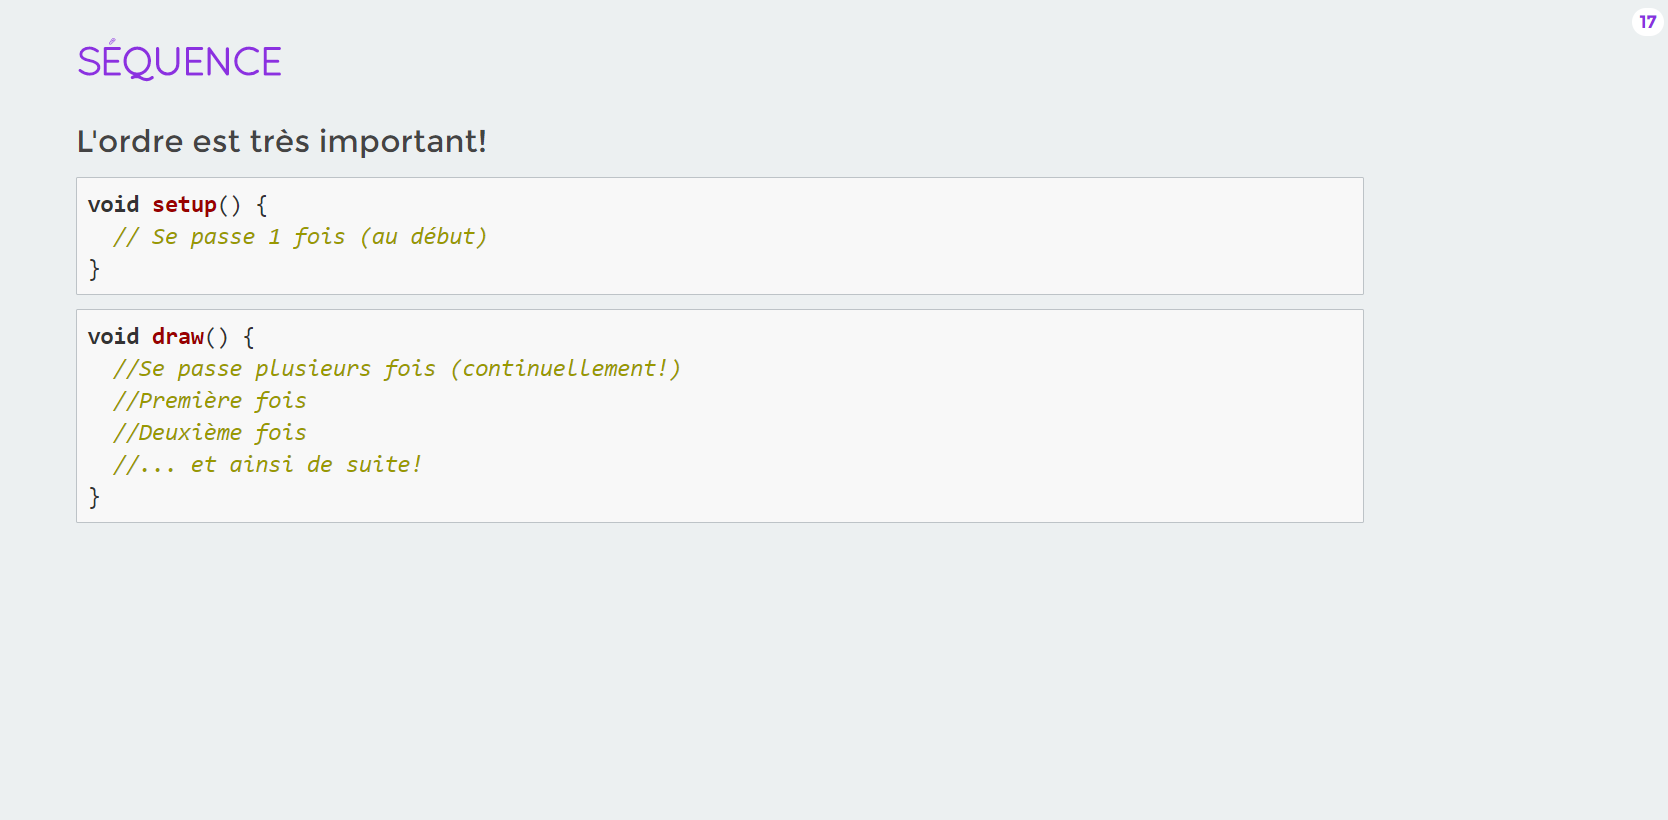 17
SÉQUENCE
L'ordre est très important!
void setup() {
  // Se passe 1 fois (au début)
}
void draw() {
  //Se passe plusieurs fois (continuellement!)
  //Première fois
  //Deuxième fois
  //... et ainsi de suite!
}